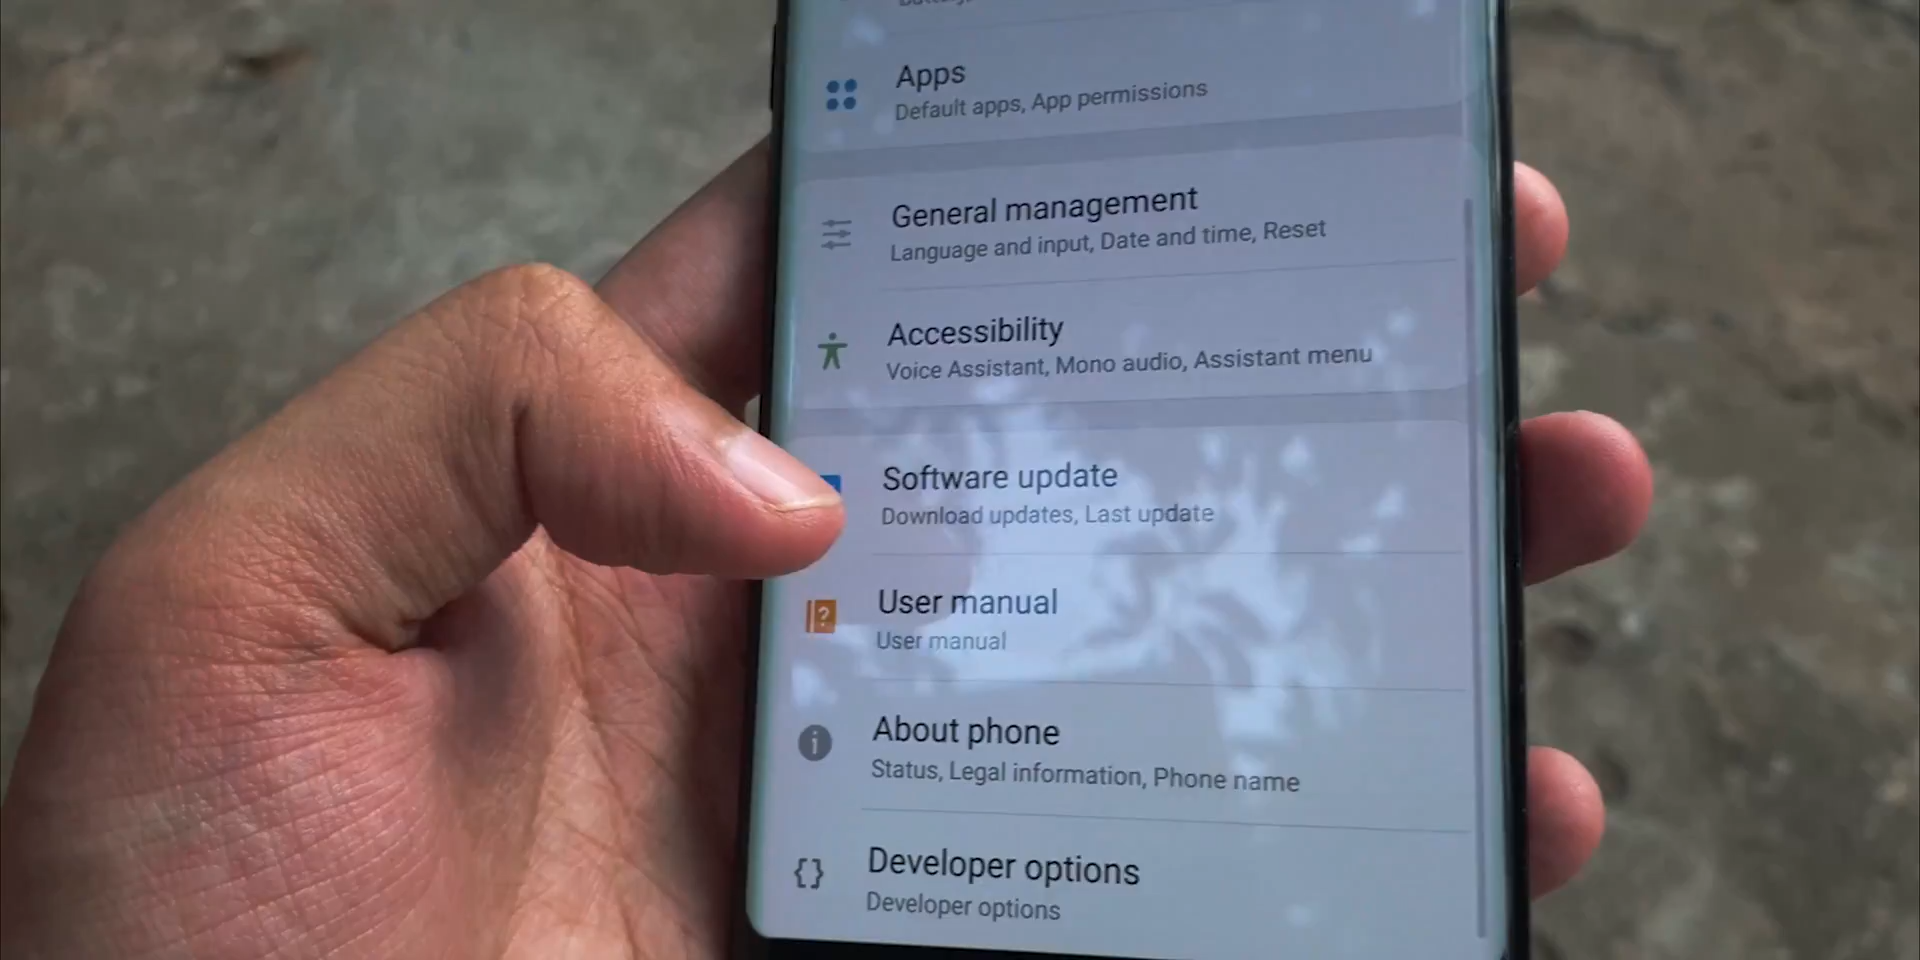 Apps
Default apps, App permissions
General management
Language and input, Date and time, Reset
Accessibility
Voice Assistant, Mono audio, Assistant menu
Software update
Download updates, Last update
User manual
User manual
About phone
Status, Legal information, Phone name
Developer options
Developer options